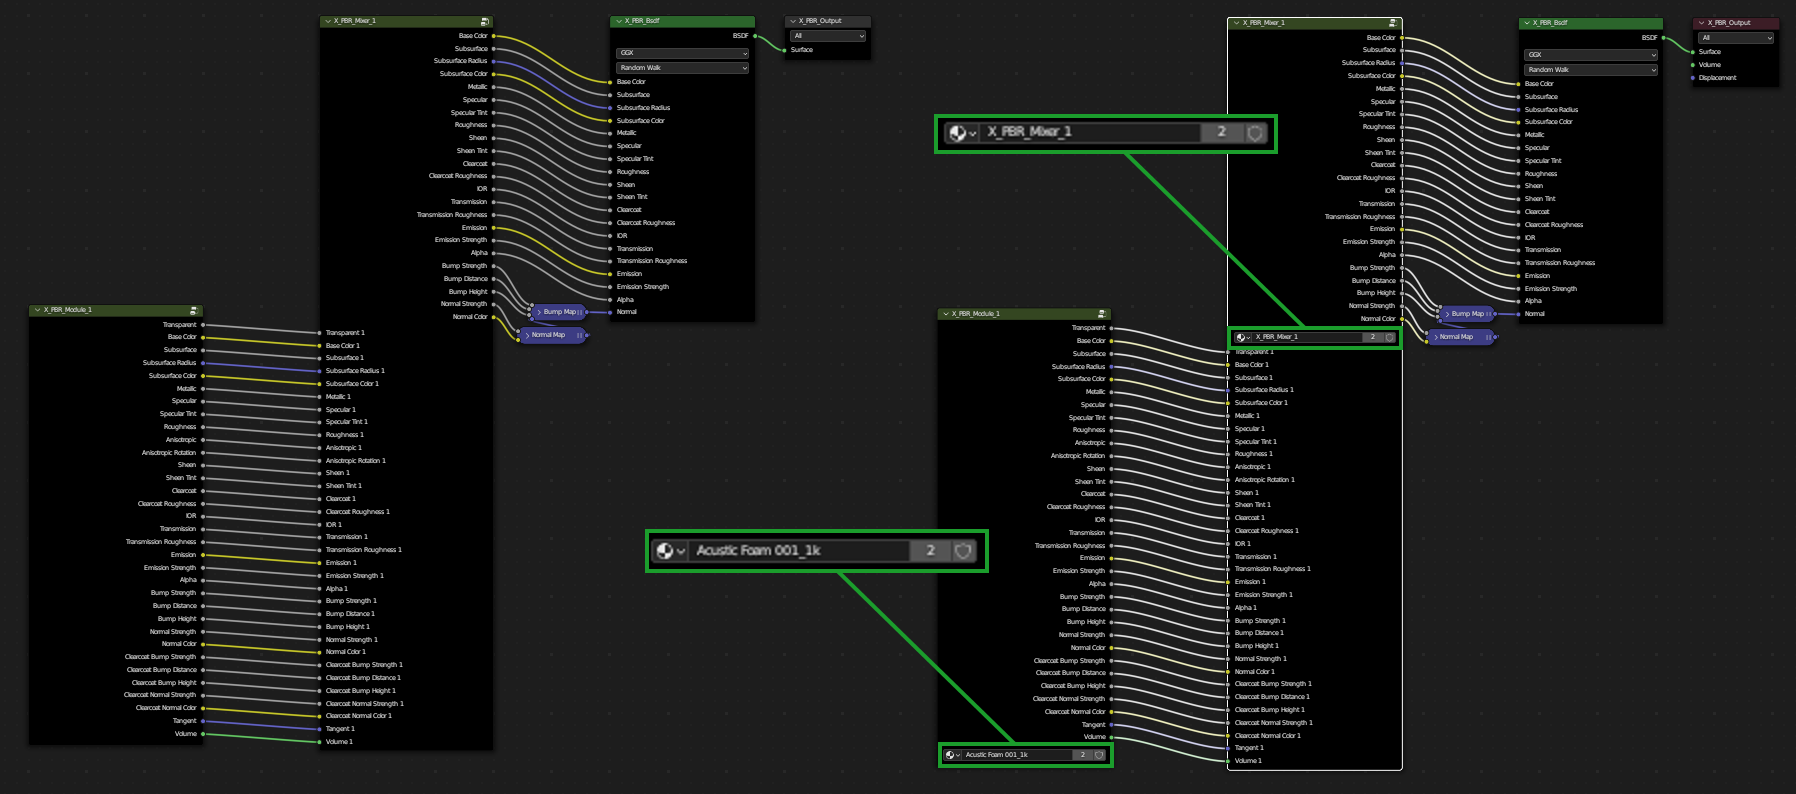 X_PBR_Mixer_1
Base Color
Subsurface
Subsurface Radius
Subsurface Color
Metallic
Specular
Specular Tint
Roughness
Sheen
Sheen Tint
Clearcoat
Clearcoat Roughness
IOR
Transmission
Transmission Roughness
Emission
Emission Strength
Alpha
Bump Strength
Bump Distance
Bump Height
Normal Strength
Normal Color
Transparent 1
Base Color 1
Subsurface 1
Subsurface Radius 1
Subsurface Color 1
Metallic 1
Specular 1
Specular Tint 1
Roughness 1
Anisotropic 1
Anisotropic Rotation 1
Sheen 1
Sheen Tint 1
Clearcoat 1
Clearcoat Roughness 1
IOR 1
Transmission 1
Transmission Roughness 1
Emission 1
Emission Strength 1
Alpha 1
Bump Strength 1
Bump Distance 1
Bump Height 1
Normal Strength 1
Normal Color 1
Clearcoat Bump Strength 1
Clearcoat Bump Distance 1
Clearcoat Bump Height 1
Clearcoat Normal Strength 1
Clearcoat Normal Color 1
Tangent 1
Volume 1
X_PBR_Bsdf
BSDF
GGX
Random Walk
Base Color
Subsurface
Subsurface Radius
Subsurface Color
Metallic
Specular
Specular Tint
Roughness
Sheen
Sheen Tint
Clearcoat
Clearcoat Roughness
IOR
Transmission
Transmission Roughness
Emission
Emission Strength
Alpha
Normal
X_PBR_Output
All
Surface
Bump Map
Normal Map
X_PBR_Module_1
Transparent
Base Color
Subsurface
Subsurface Radius
Subsurface Color
Metallic
Specular
Specular Tint
Roughness
Anisotropic
Anisotropic Rotation
Sheen
Sheen Tint
Clearcoat
Clearcoat Roughness
IOR
Transmission
Transmission Roughness
Emission
Emission Strength
Alpha
Bump Strength
Bump Distance
Bump Height
Normal Strength
Normal Color
Clearcoat Bump Strength
Clearcoat Bump Distance
Clearcoat Bump Height
Clearcoat Normal Strength
Clearcoat Normal Color
Tangent
Volume
X_PBR_Mixer_1
Base Color
Subsurface
Subsurface Radius
Subsurface Color
Metallic
Specular
Specular Tint
Roughness
Sheen
Sheen Tint
Clearcoat
Clearcoat Roughness
IOR
Transmission
Transmission Roughness
Emission
Emission Strength
Alpha
Bump Strength
Bump Distance
Bump Height
Normal Strength
Normal Color
X_PBR_Mixer_1 2
Transparent 1
Base Color 1
Subsurface 1
Subsurface Radius 1
Subsurface Color 1
Metallic 1
Specular 1
Specular Tint 1
Roughness 1
Anisotropic 1
Anisotropic Rotation 1
Sheen 1
Sheen Tint 1
Clearcoat 1
Clearcoat Roughness 1
IOR 1
Transmission 1
Transmission Roughness 1
Emission 1
Emission Strength 1
Alpha 1
Bump Strength 1
Bump Distance 1
Bump Height 1
Normal Strength 1
Normal Color 1
Clearcoat Bump Strength 1
Clearcoat Bump Distance 1
Clearcoat Bump Height 1
Clearcoat Normal Strength 1
Clearcoat Normal Color 1
Tangent 1
Volume 1
X_PBR_Bsdf
BSDF
GGX
Random Walk
Base Color
Subsurface
Subsurface Radius
Subsurface Color
Metallic
Specular
Specular Tint
Roughness
Sheen
Sheen Tint
Clearcoat
Clearcoat Roughness
IOR
Transmission
Transmission Roughness
Emission
Emission Strength
Alpha
Normal
X_PBR_Output
All
Surface
Volume
Displacement
Bump Map
Normal Map
X_PBR_Mixer_1 2
Acustic Foam 001_1k 2
X_PBR_Module_1
Transparent
Base Color
Subsurface
Subsurface Radius
Subsurface Color
Metallic
Specular
Specular Tint
Roughness
Anisotropic
Anisotropic Rotation
Sheen
Sheen Tint
Clearcoat
Clearcoat Roughness
IOR
Transmission
Transmission Roughness
Emission
Emission Strength
Alpha
Bump Strength
Bump Distance
Bump Height
Normal Strength
Normal Color
Clearcoat Bump Strength
Clearcoat Bump Distance
Clearcoat Bump Height
Clearcoat Normal Strength
Clearcoat Normal Color
Tangent
Volume
Acustic Foam 001_1k 2